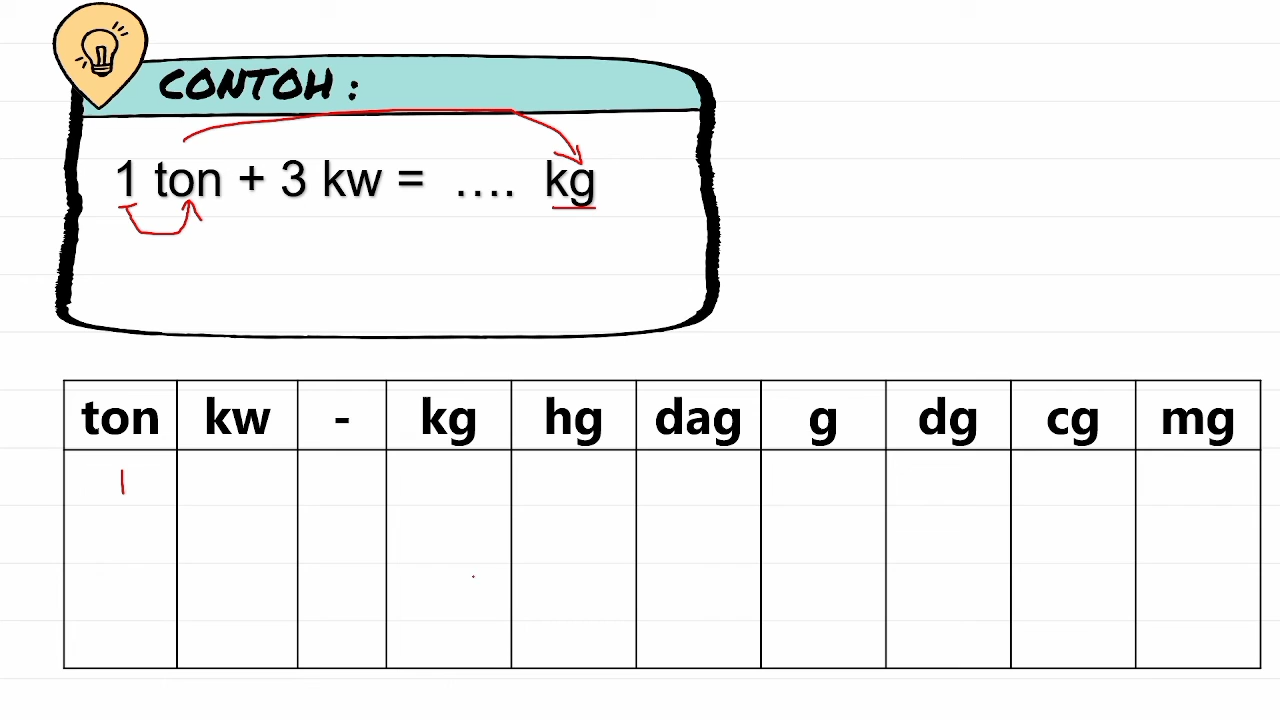 CONTOH :
1 ton + 3 kw = .... kg
ton kw - kg hg dag g dg cg mg
1